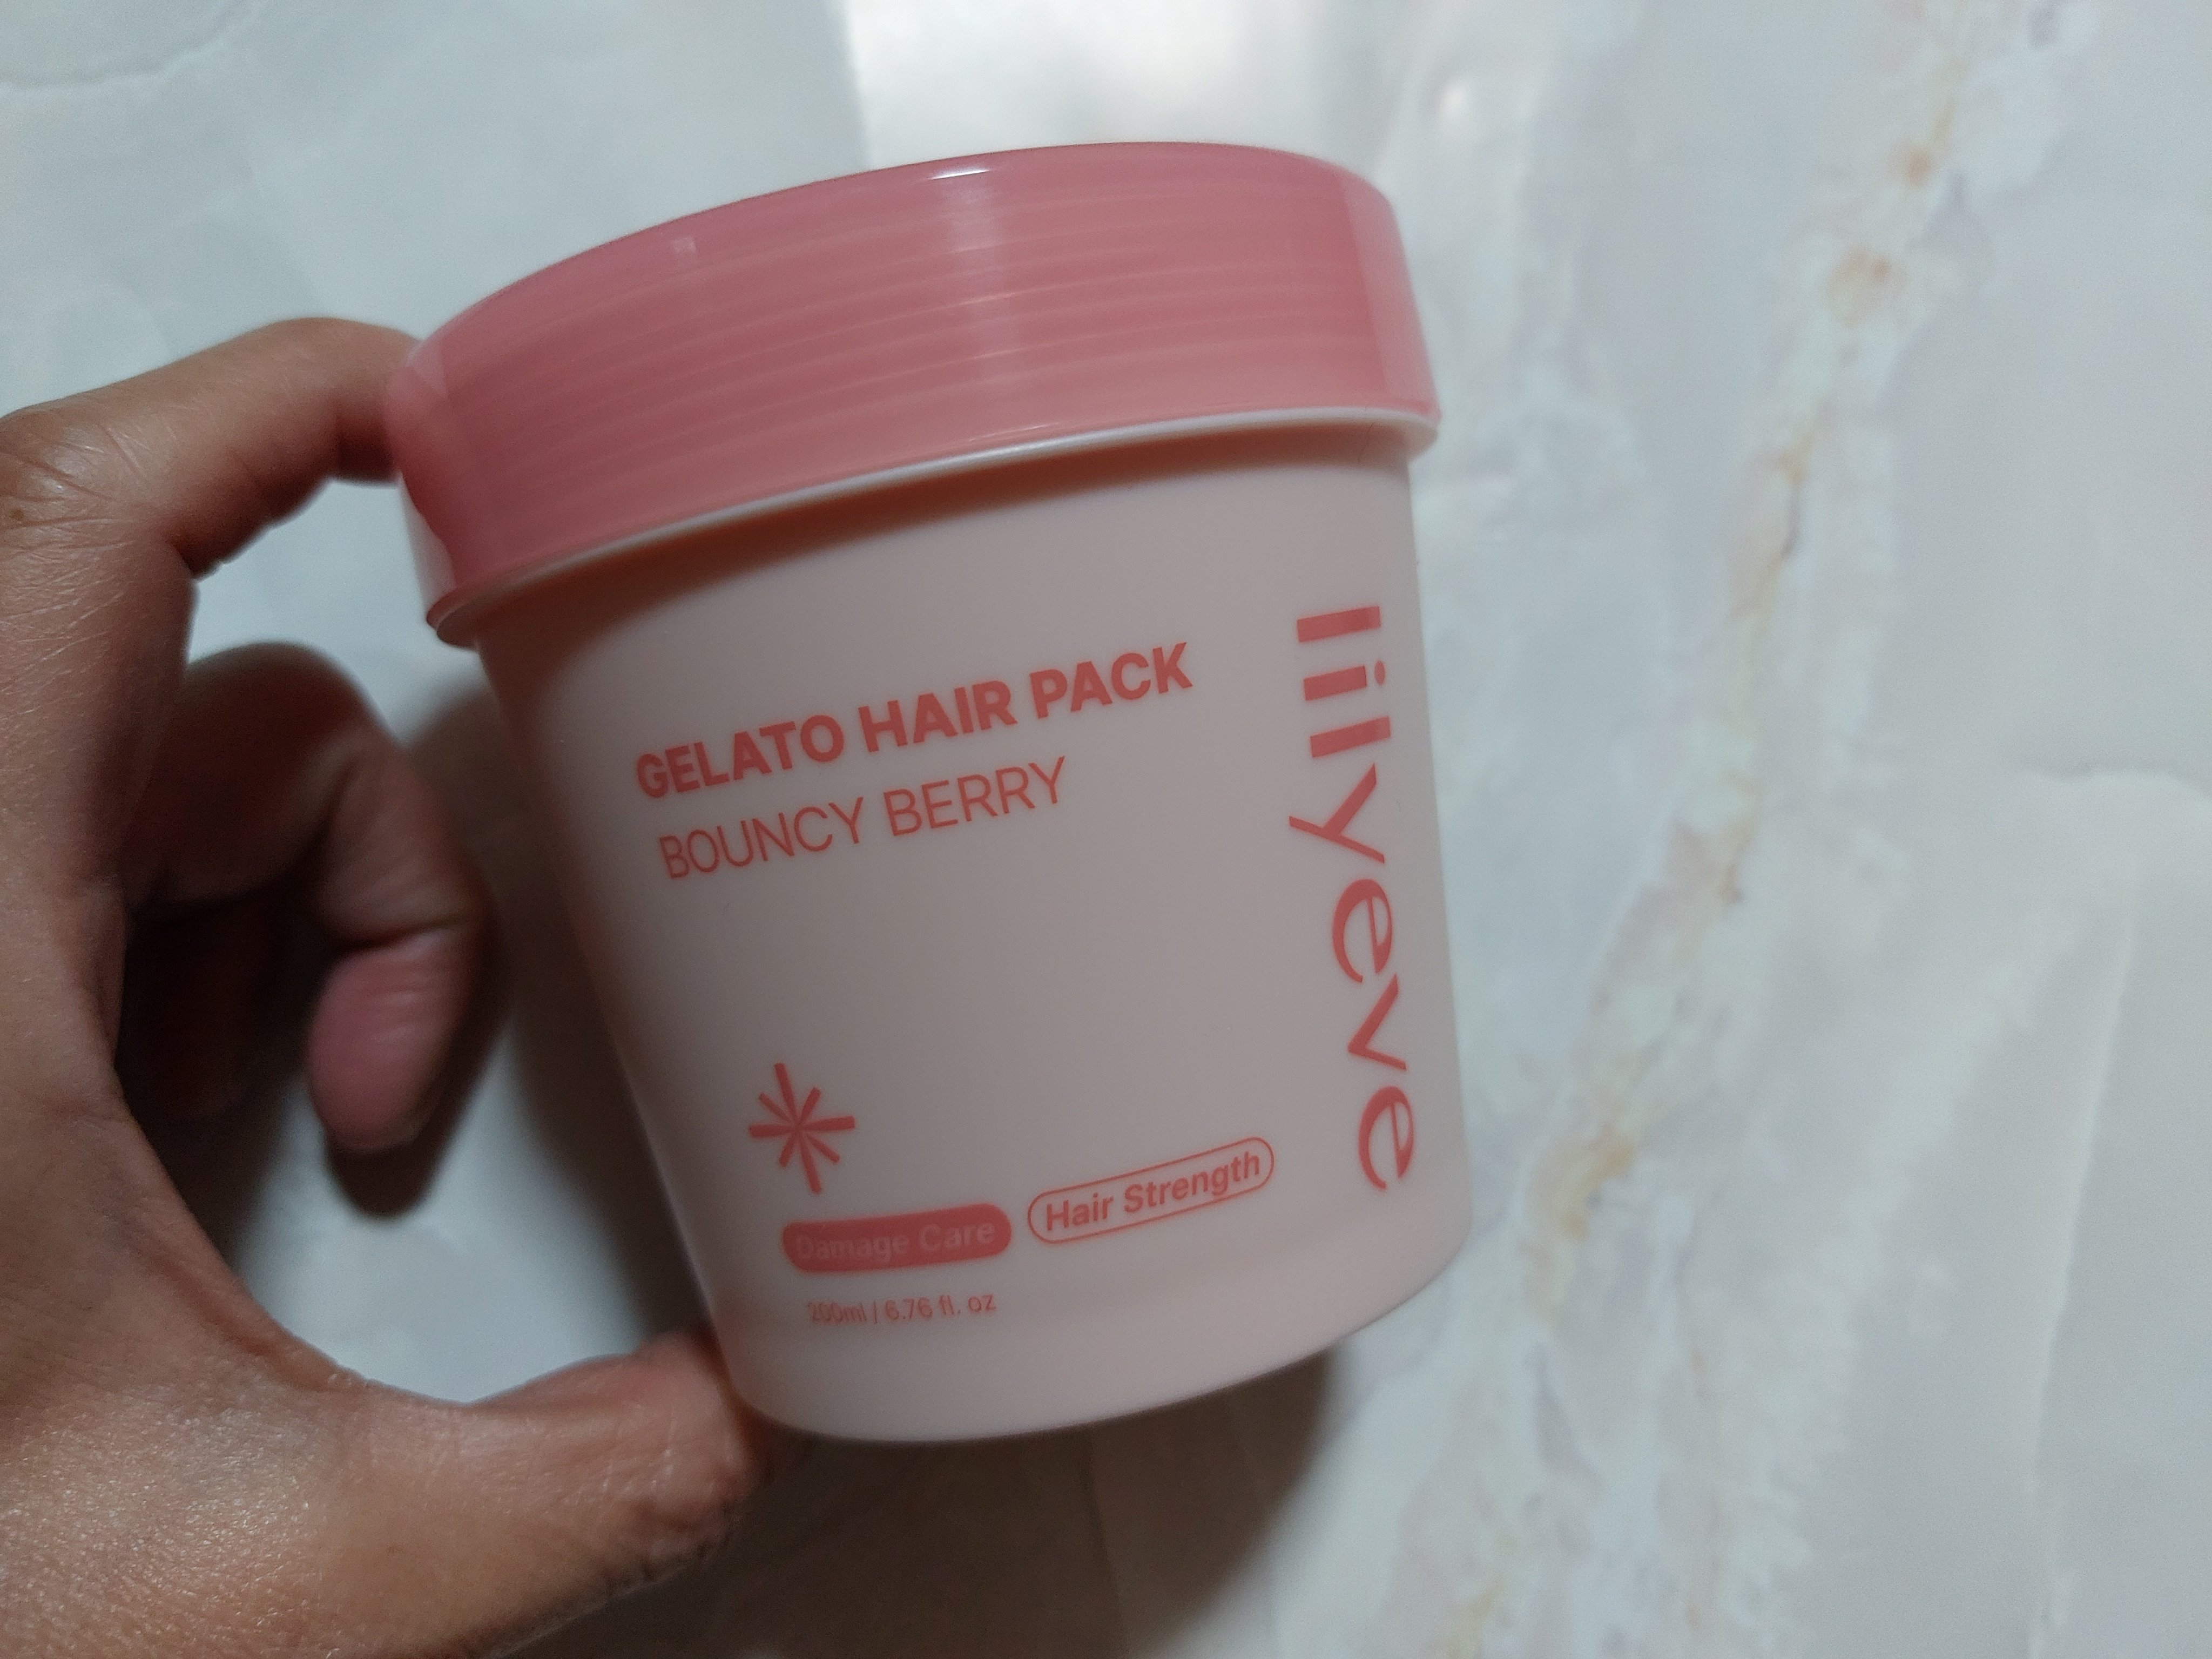 GELATO HAIR PACK
BOUNCY BERRY
lilyeve
Damage Care
Hair Strength
200ml / 6.76 fl. oz